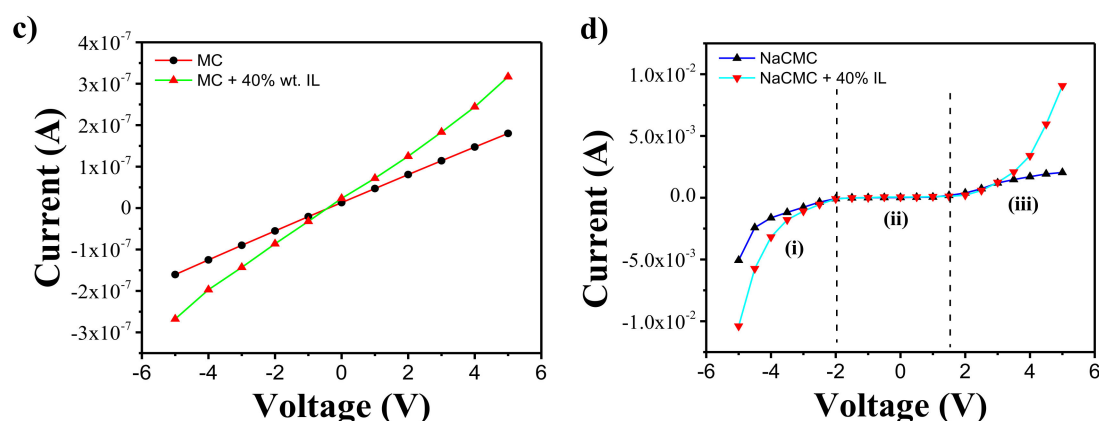 c)
4x10⁻⁷
3x10⁻⁷
2x10⁻⁷
1x10⁻⁷
0
-1x10⁻⁷
-2x10⁻⁷
-3x10⁻⁷
Current (A)
MC
MC + 40% wt. IL
-6 -4 -2 0 2 4 6
Voltage (V)
d)
1.0x10⁻²
5.0x10⁻³
0.0
-5.0x10⁻³
-1.0x10⁻²
Current (A)
NaCMC
NaCMC + 40% IL
(i)
(ii)
(iii)
-6 -4 -2 0 2 4 6
Voltage (V)